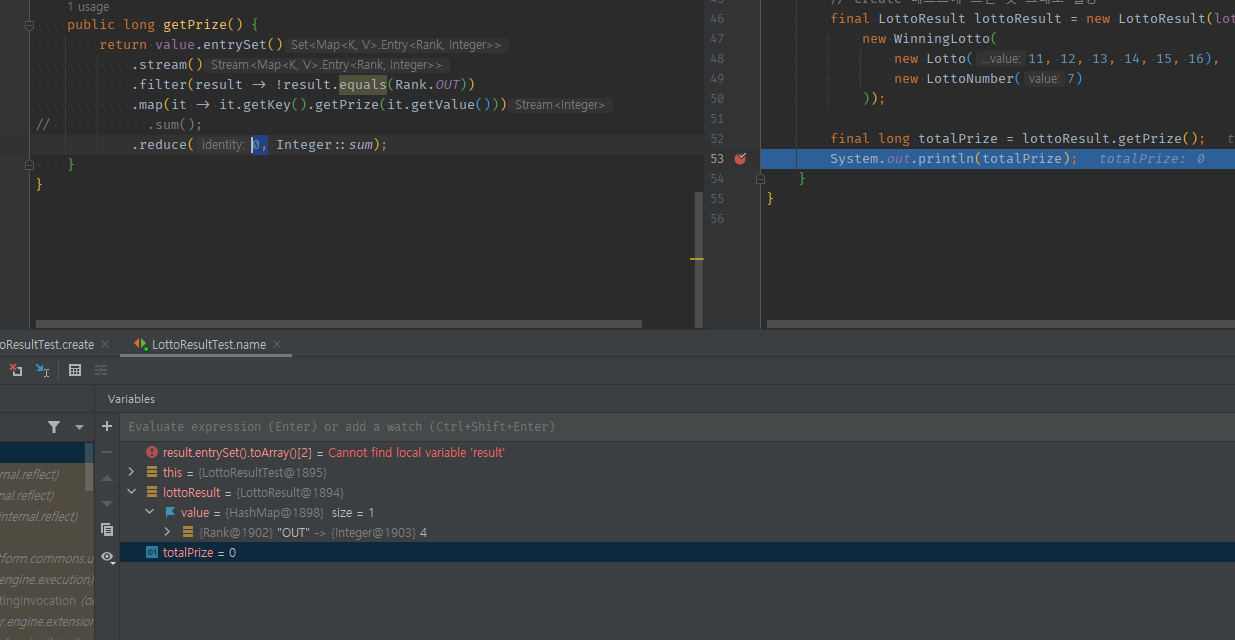 1 usage
public long getPrize() {
return value.entrySet() Set<Map<K, V>.Entry<Rank, Integer>>
.stream() Stream<Map<K, V>.Entry<Rank, Integer>>
.filter(result -> !result.equals(Rank.OUT))
.map(it -> it.getKey().getPrize(it.getValue())) Stream<Integer>
// .sum();
.reduce( identity: 0, Integer::sum);
}
}
46 final LottoResult lottoResult = new LottoResult(lot
47 new WinningLotto(
48 new Lotto( ...value: 11, 12, 13, 14, 15, 16),
49 new LottoNumber( value: 7)
50 ));
51
52 final long totalPrize = lottoResult.getPrize(); t
53 System.out.println(totalPrize); totalPrize: 0
54 }
55 }
56
oResultTest.create
LottoResultTest.name
Variables
Evaluate expression (Enter) or add a watch (Ctrl+Shift+Enter)
result.entrySet().toArray()[2] = Cannot find local variable 'result'
this = {LottoResultTest@1895}
lottoResult = {LottoResult@1894}
value = {HashMap@1898} size = 1
{Rank@1902} "OUT" -> {Integer@1903} 4
totalPrize = 0
rnal.reflect)
nal.reflect)
internal.reflect)
tform.commons.u
engine.execution)
tingInvocation (o
r.engine.extension